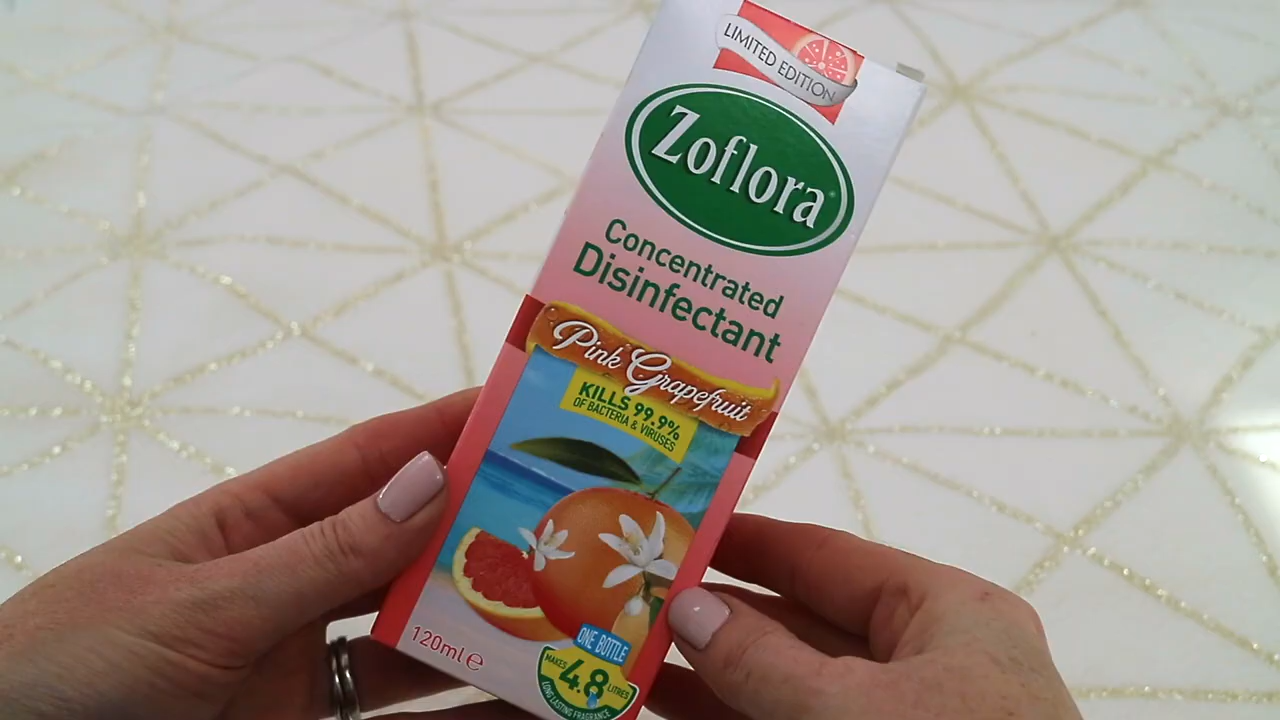 LIMITED EDITION
Zoflora
Concentrated
Disinfectant
Pink Grapefruit
KILLS 99.9%
OF BACTERIA & VIRUSES
ONE BOTTLE
MAKES 4.8 LITRES
LONG LASTING FRAGRANCE
120ml℮